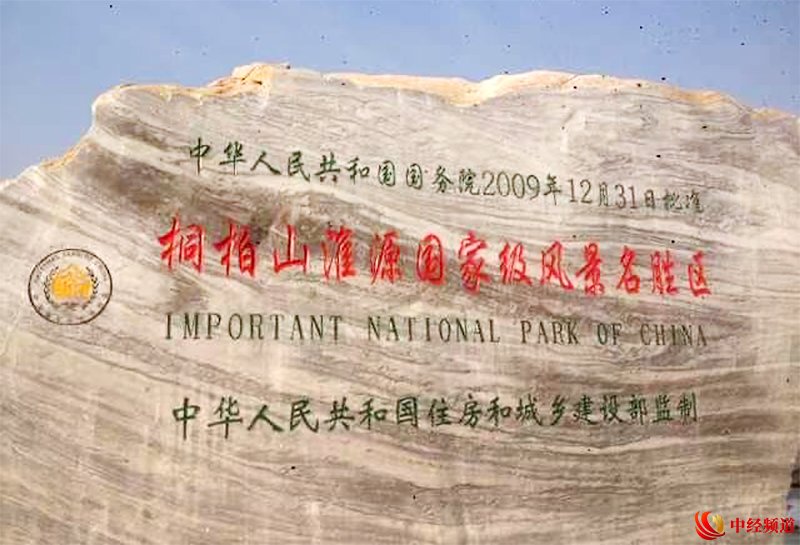 中华人民共和国国务院2009年12月31日批准
桐柏山淮源国家级风景名胜区
IMPORTANT NATIONAL PARK OF CHINA
中华人民共和国住房和城乡建设部监制
中经频道